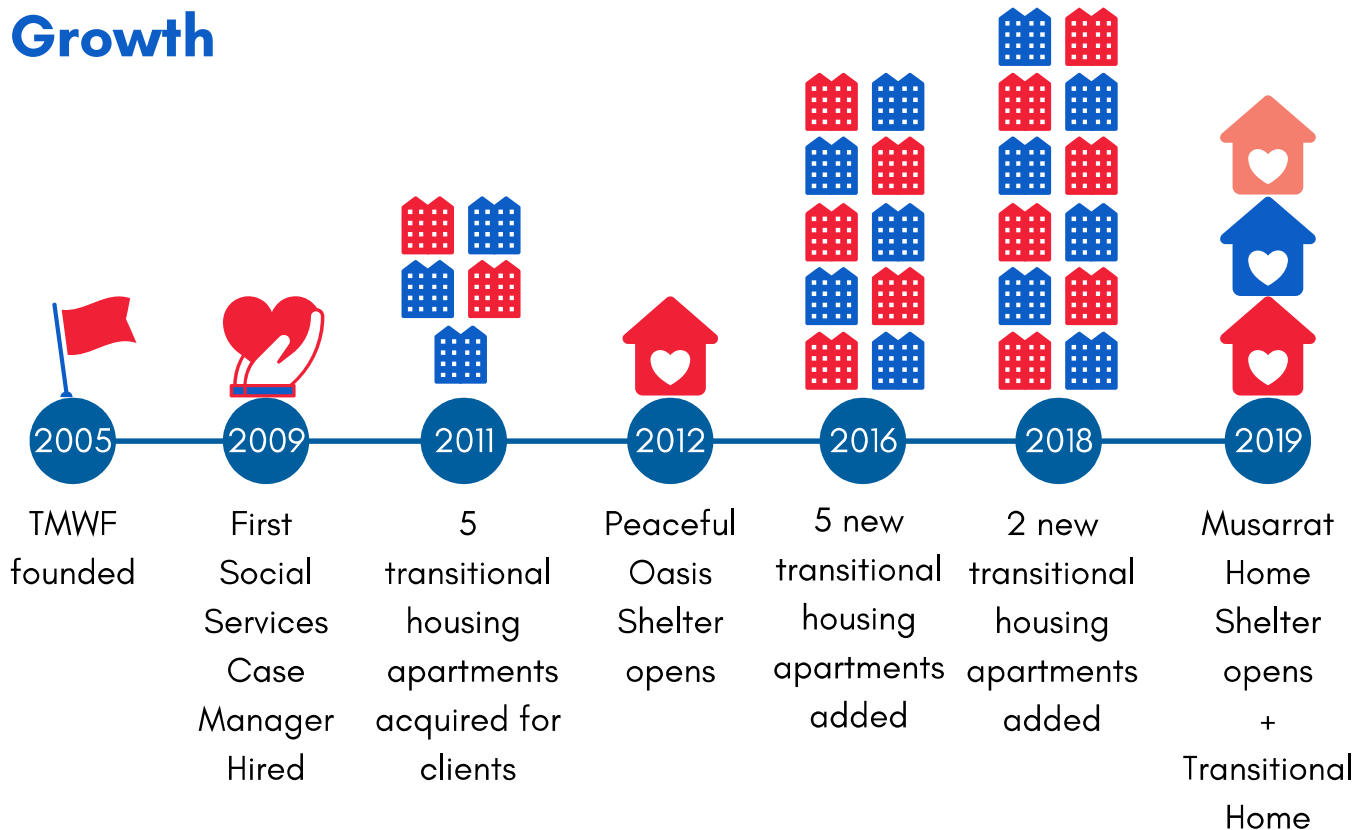 Growth
2005
TMWF
founded
2009
First
Social
Services
Case
Manager
Hired
2011
5
transitional
housing
apartments
acquired for
clients
2012
Peaceful
Oasis
Shelter
opens
2016
5 new
transitional
housing
apartments
added
2018
2 new
transitional
housing
apartments
added
2019
Musarrat
Home
Shelter
opens
+
Transitional
Home